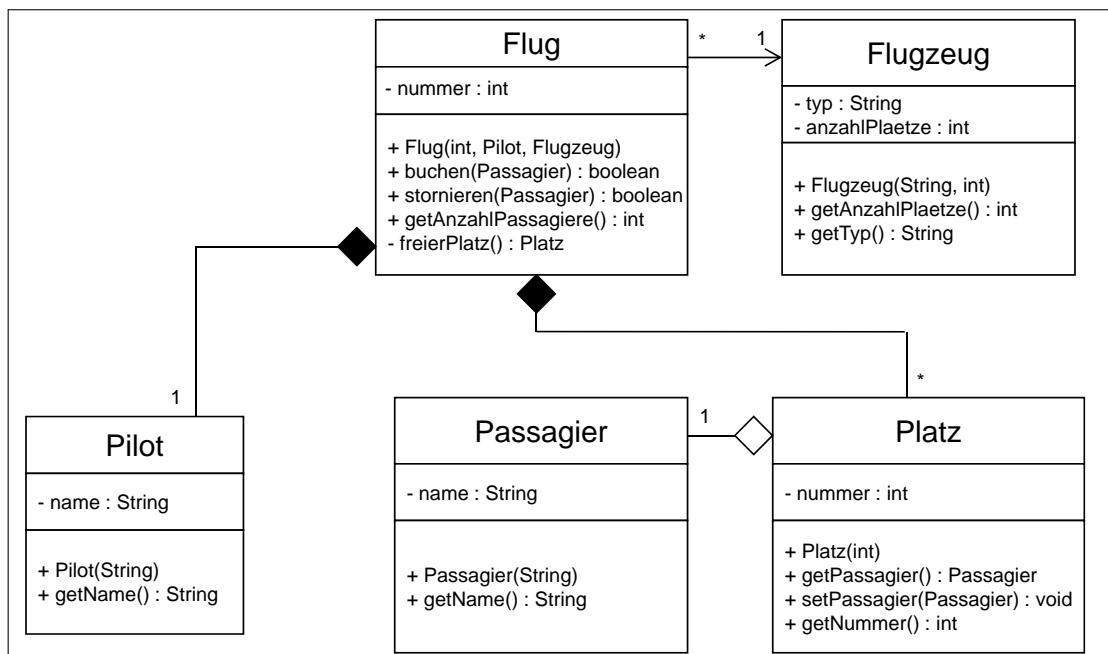 Flug
- nummer : int
+ Flug(int, Pilot, Flugzeug)
+ buchen(Passagier) : boolean
+ stornieren(Passagier) : boolean
+ getAnzahlPassagiere() : int
- freierPlatz() : Platz
*
1
Flugzeug
- typ : String
- anzahlPlaetze : int
+ Flugzeug(String, int)
+ getAnzahlPlaetze() : int
+ getTyp() : String
1
*
Pilot
- name : String
+ Pilot(String)
+ getName() : String
Passagier
- name : String
+ Passagier(String)
+ getName() : String
1
Platz
- nummer : int
+ Platz(int)
+ getPassagier() : Passagier
+ setPassagier(Passagier) : void
+ getNummer() : int